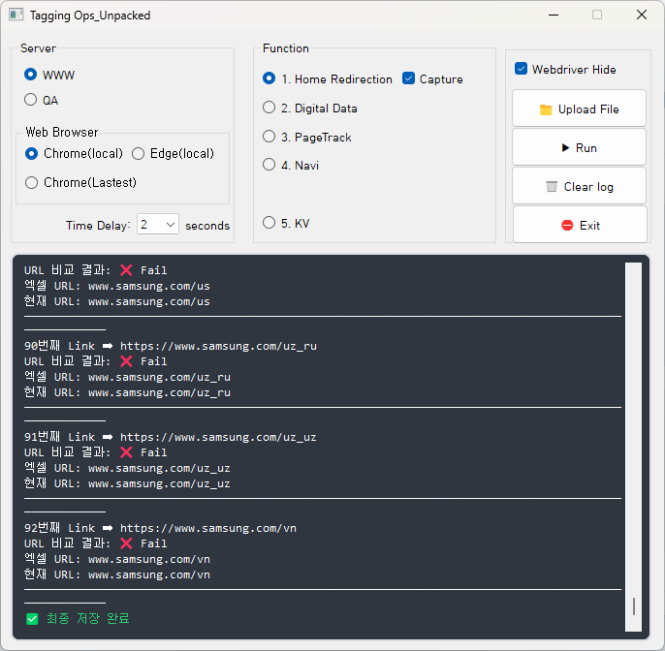 Tagging Ops_Unpacked
Server
WWW
QA
Web Browser
Chrome(local) Edge(local)
Chrome(Lastest)
Time Delay: 2 seconds
Function
1. Home Redirection Capture
2. Digital Data
3. PageTrack
4. Navi
5. KV
Webdriver Hide
Upload File
Run
Clear log
Exit
URL 비교 결과: ❌ Fail
엑셀 URL: www.samsung.com/us
현재 URL: www.samsung.com/us
90번째 Link ➡ https://www.samsung.com/uz_ru
URL 비교 결과: ❌ Fail
엑셀 URL: www.samsung.com/uz_ru
현재 URL: www.samsung.com/uz_ru
91번째 Link ➡ https://www.samsung.com/uz_uz
URL 비교 결과: ❌ Fail
엑셀 URL: www.samsung.com/uz_uz
현재 URL: www.samsung.com/uz_uz
92번째 Link ➡ https://www.samsung.com/vn
URL 비교 결과: ❌ Fail
엑셀 URL: www.samsung.com/vn
현재 URL: www.samsung.com/vn
✅ 최종 저장 완료